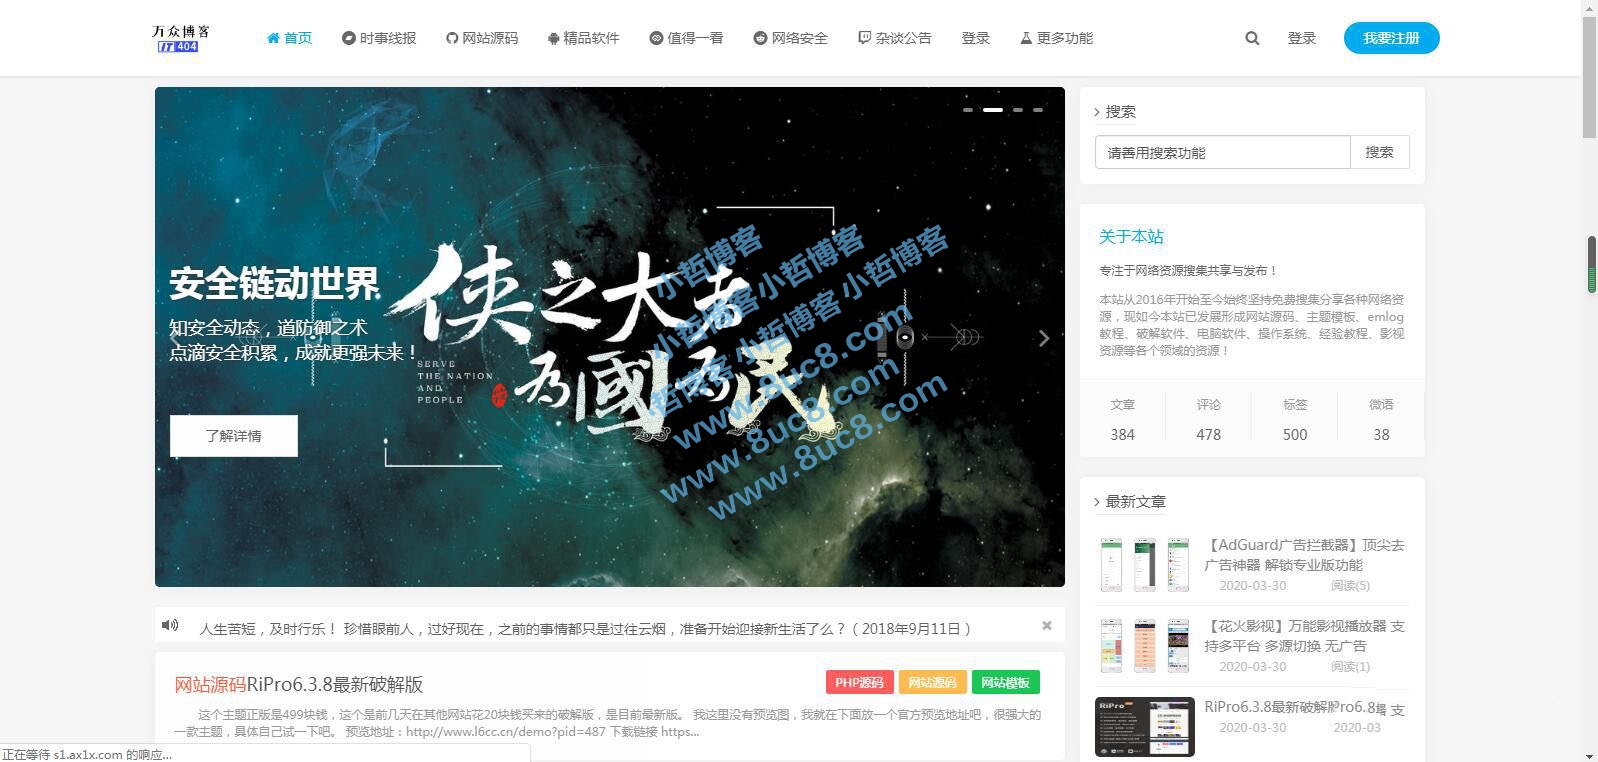 万众博客
IT 404
首页
时事线报
网站源码
精品软件
值得一看
网络安全
杂谈公告
登录
更多功能
登录
我要注册
安全链动世界
知安全动态，道防御之术
点滴安全积累，成就更强未来！
了解详情
侠之大夫
為國為民
SERVE
THE NATION
AND
PEOPLE
小哲博客
小哲博客
小哲博客
小哲博客
www.8uc8.com
www.8uc8.com
www.8uc8.com
www.8uc8.com
搜索
请善用搜索功能
搜索
关于本站
专注于网络资源搜集共享与发布！
本站从2016年开始至今始终坚持免费搜集分享各种网络资
源，现如今本站已发展形成网站源码、主题模板、emlog
教程、破解软件、电脑软件、操作系统、经验教程、影视
资源等各个领域的资源！
文章 评论 标签 微语
384 478 500 38
最新文章
【AdGuard广告拦截器】顶尖去
广告神器 解锁专业版功能
2020-03-30 阅读(5)
【花火影视】万能影视播放器 支
持多平台 多源切换 无广告
2020-03-30 阅读(1)
RiPro
RiPro6.3.8最新破解
2020-03-30 2020-03
人生苦短，及时行乐！ 珍惜眼前人，过好现在，之前的事情都只是过往云烟，准备开始迎接新生活了么？（2018年9月11日）
网站源码RiPro6.3.8最新破解版
PHP源码 网站源码 网站模板
这个主题正版是499块钱，这个是前几天在其他网站花20块钱买来的破解版，是目前最新版。 我这里没有预览图，我就在下面放一个官方预览地址吧，很强大的
一款主题，具体自己试一下吧。 预览地址：http://www.l6cc.cn/demo?pid=487 下载链接 https...
正在等待 s1.ax1x.com 的响应...